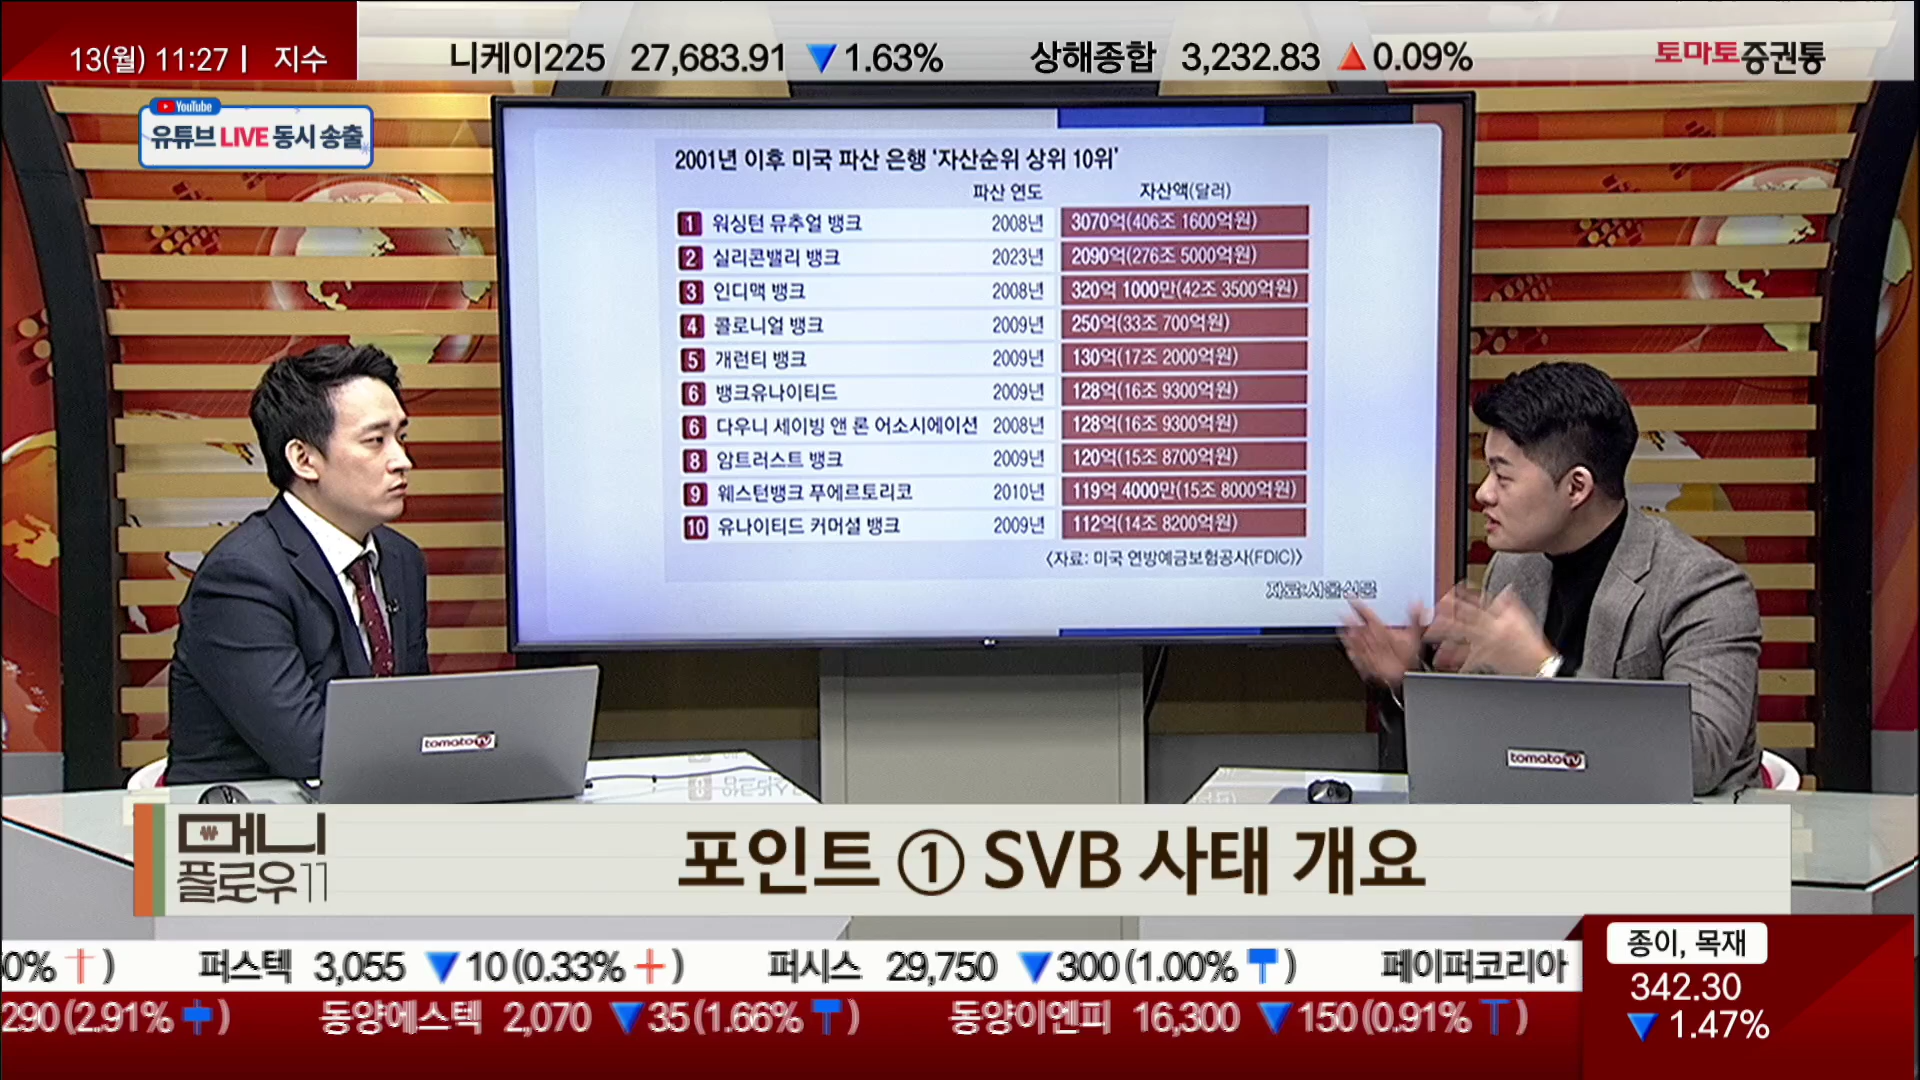 13(월) 11:27 | 지수
니케이225 27,683.91 ▼ 1.63% 상해종합 3,232.83 ▲ 0.09%
토마토증권통
YouTube
유튜브 LIVE 동시 송출
2001년 이후 미국 파산 은행 '자산순위 상위 10위'
파산 연도 자산액(달러)
1 워싱턴 뮤추얼 뱅크 2008년 3070억(406조 1600억원)
2 실리콘밸리 뱅크 2023년 2090억(276조 5000억원)
3 인디맥 뱅크 2008년 320억 1000만(42조 3500억원)
4 콜로니얼 뱅크 2009년 250억(33조 700억원)
5 개런티 뱅크 2009년 130억(17조 2000억원)
6 뱅크유나이티드 2009년 128억(16조 9300억원)
6 다우니 세이빙 앤 론 어소시에이션 2008년 128억(16조 9300억원)
8 암트러스트 뱅크 2009년 120억(15조 8700억원)
9 웨스턴뱅크 푸에르토리코 2010년 119억 4000만(15조 8000억원)
10 유나이티드 커머셜 뱅크 2009년 112억(14조 8200억원)
<자료: 미국 연방예금보험공사(FDIC)>
자료:서울신문
tomatoTV
tomatoTV
머니
플로우11
포인트 ① SVB 사태 개요
0% ↑) 퍼스텍 3,055 ▼10(0.33% +) 퍼시스 29,750 ▼300(1.00% ┳) 페이퍼코리아
290(2.91% +) 동양에스텍 2,070 ▼35(1.66% ┳) 동양이엔피 16,300 ▼150(0.91% ┳)
종이, 목재
342.30
▼ 1.47%